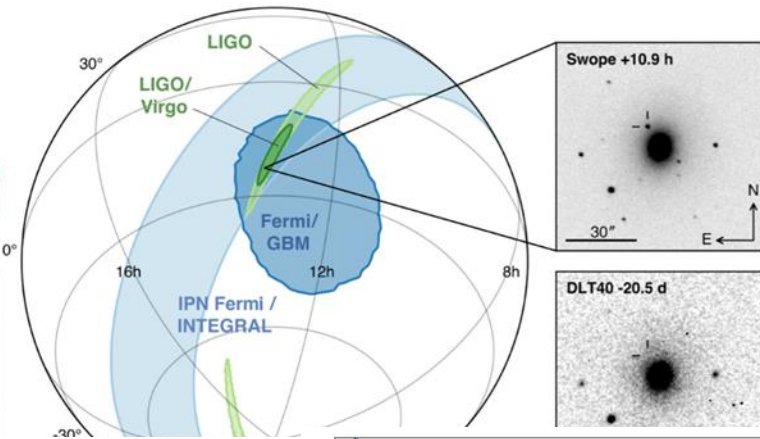 LIGO
LIGO/
Virgo
30°
Fermi/
GBM
0°
16h
12h
8h
IPN Fermi /
INTEGRAL
-30°
Swope +10.9 h
30"
N
E
DLT40 -20.5 d